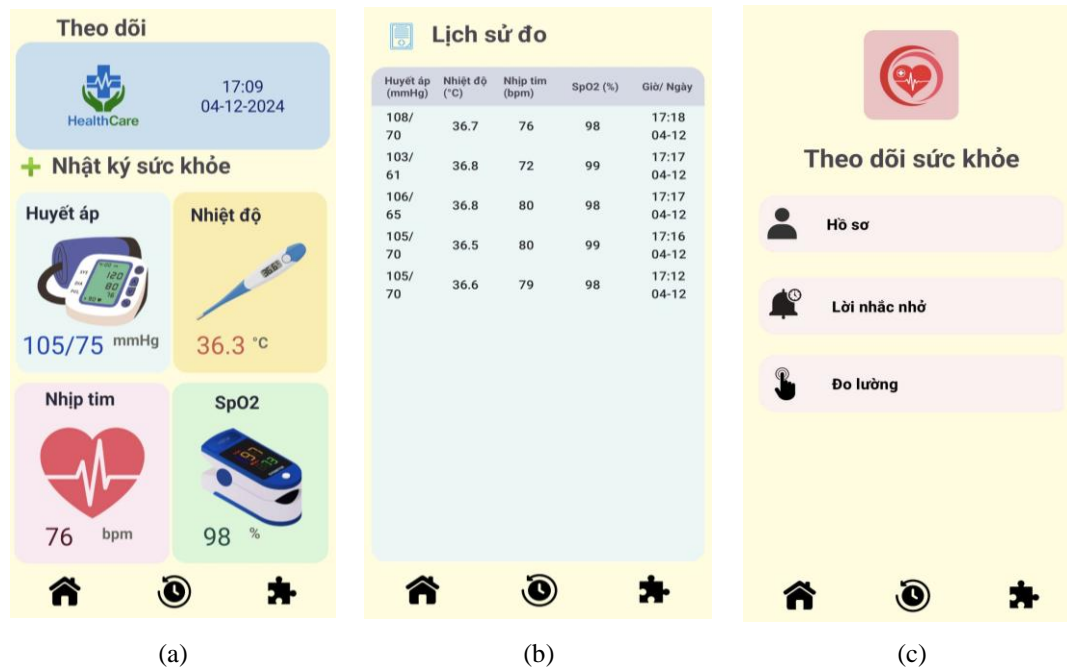 Theo dõi
HealthCare
17:09
04-12-2024
Nhật ký sức khỏe
Huyết áp
120
80
76
105/75 mmHg
Nhiệt độ
36.3 °C
Nhịp tim
76 bpm
SpO2
98 %
(a)
Lịch sử đo
Huyết áp (mmHg) Nhiệt độ (°C) Nhịp tim (bpm) SpO2 (%) Giờ/ Ngày
108/70 36.7 76 98 17:18 04-12
103/61 36.8 72 99 17:17 04-12
106/65 36.8 80 98 17:17 04-12
105/70 36.5 80 99 17:16 04-12
105/70 36.6 79 98 17:12 04-12
(b)
Theo dõi sức khỏe
Hồ sơ
Lời nhắc nhở
Đo lường
(c)